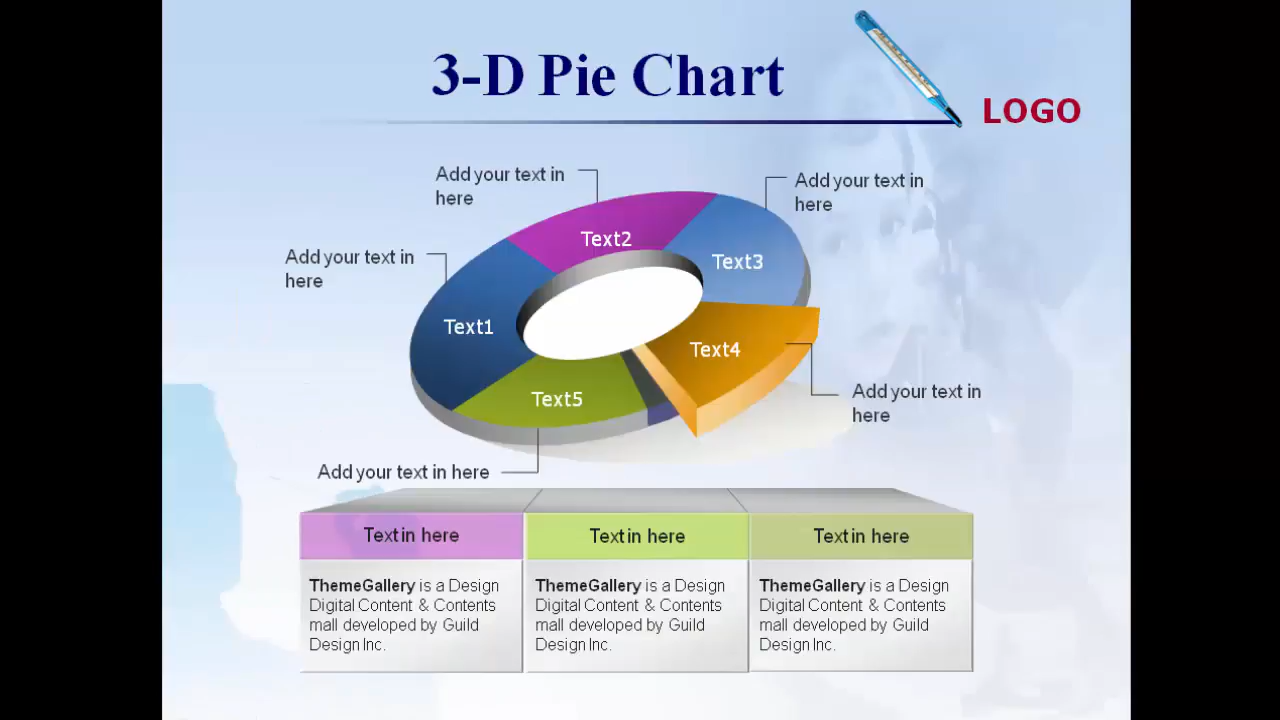 3-D Pie Chart
LOGO
Add your text in
here
Add your text in
here
Add your text in
here
Text2
Text3
Text1
Text4
Text5
Add your text in
here
Add your text in here
Text in here
Text in here
Text in here
ThemeGallery is a Design
Digital Content & Contents
mall developed by Guild
Design Inc.
ThemeGallery is a Design
Digital Content & Contents
mall developed by Guild
Design Inc.
ThemeGallery is a Design
Digital Content & Contents
mall developed by Guild
Design Inc.